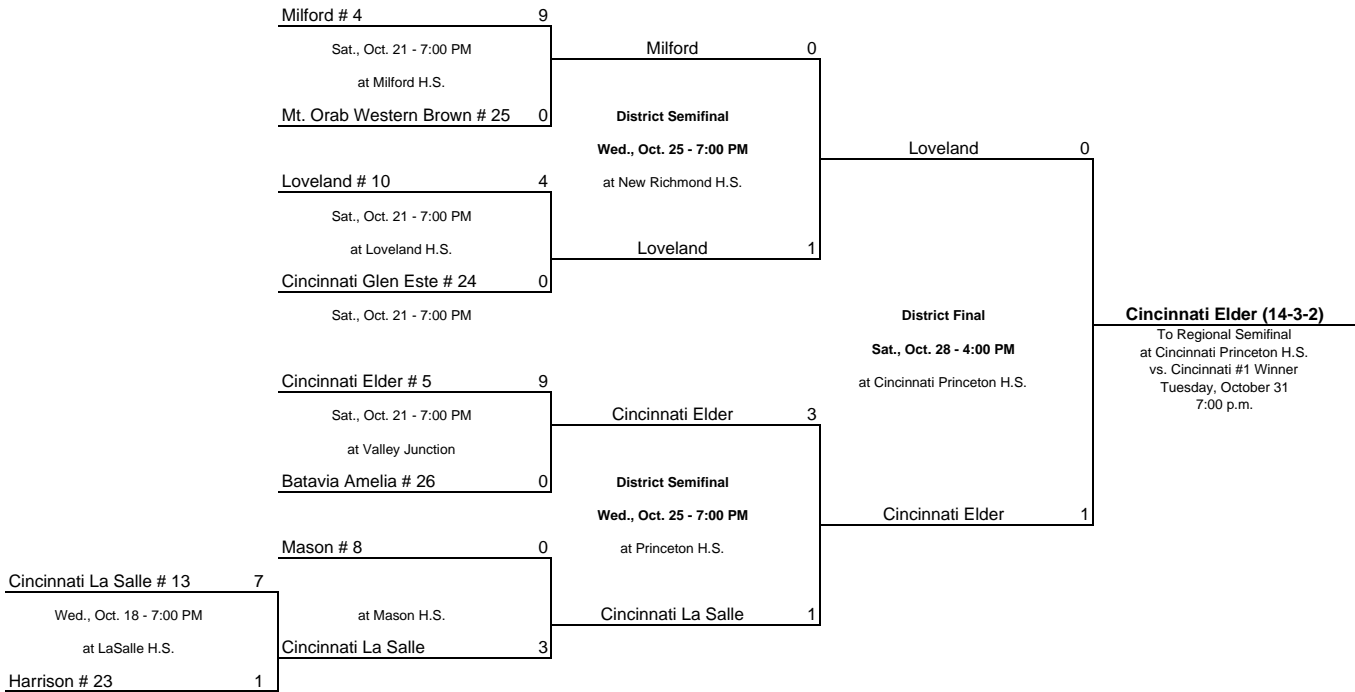 Milford # 4 9
Sat., Oct. 21 - 7:00 PM
at Milford H.S.
Mt. Orab Western Brown # 25 0
Milford 0
District Semifinal
Wed., Oct. 25 - 7:00 PM
at New Richmond H.S.
Loveland 1
Loveland # 10 4
Sat., Oct. 21 - 7:00 PM
at Loveland H.S.
Cincinnati Glen Este # 24 0
Sat., Oct. 21 - 7:00 PM
Loveland 0
District Final
Sat., Oct. 28 - 4:00 PM
at Cincinnati Princeton H.S.
Cincinnati Elder 1
Cincinnati Elder (14-3-2)
To Regional Semifinal
at Cincinnati Princeton H.S.
vs. Cincinnati #1 Winner
Tuesday, October 31
7:00 p.m.
Cincinnati Elder # 5 9
Sat., Oct. 21 - 7:00 PM
at Valley Junction
Batavia Amelia # 26 0
Cincinnati Elder 3
District Semifinal
Wed., Oct. 25 - 7:00 PM
at Princeton H.S.
Cincinnati La Salle 1
Mason # 8 0
at Mason H.S.
Cincinnati La Salle 3
Cincinnati La Salle # 13 7
Wed., Oct. 18 - 7:00 PM
at LaSalle H.S.
Harrison # 23 1